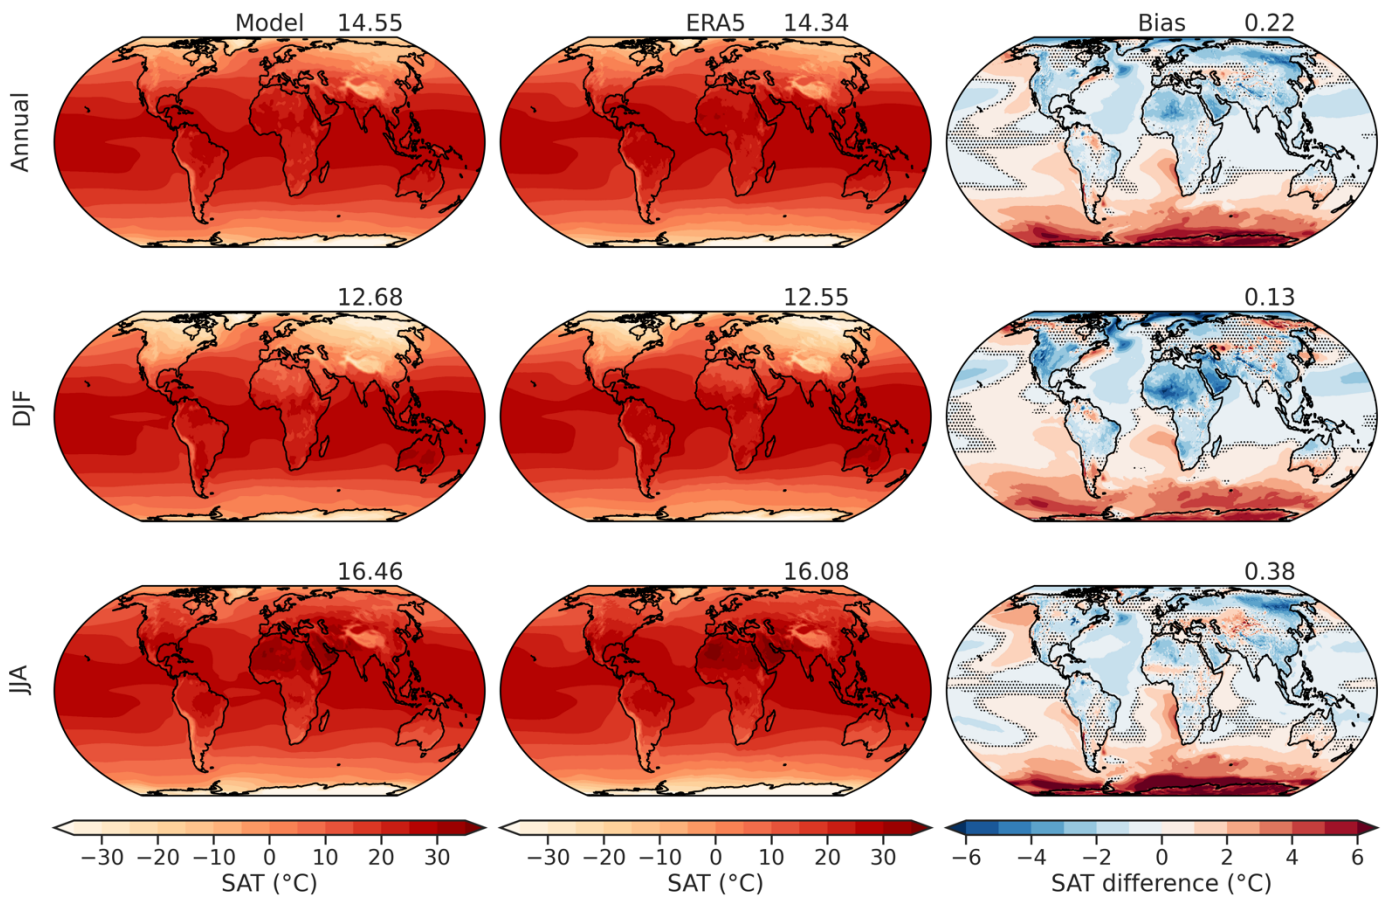 Model 14.55 ERA5 14.34 Bias 0.22
Annual
12.68 12.55 0.13
DJF
16.46 16.08 0.38
JJA
−30 −20 −10 0 10 20 30 −30 −20 −10 0 10 20 30 −6 −4 −2 0 2 4 6
SAT (°C) SAT (°C) SAT difference (°C)